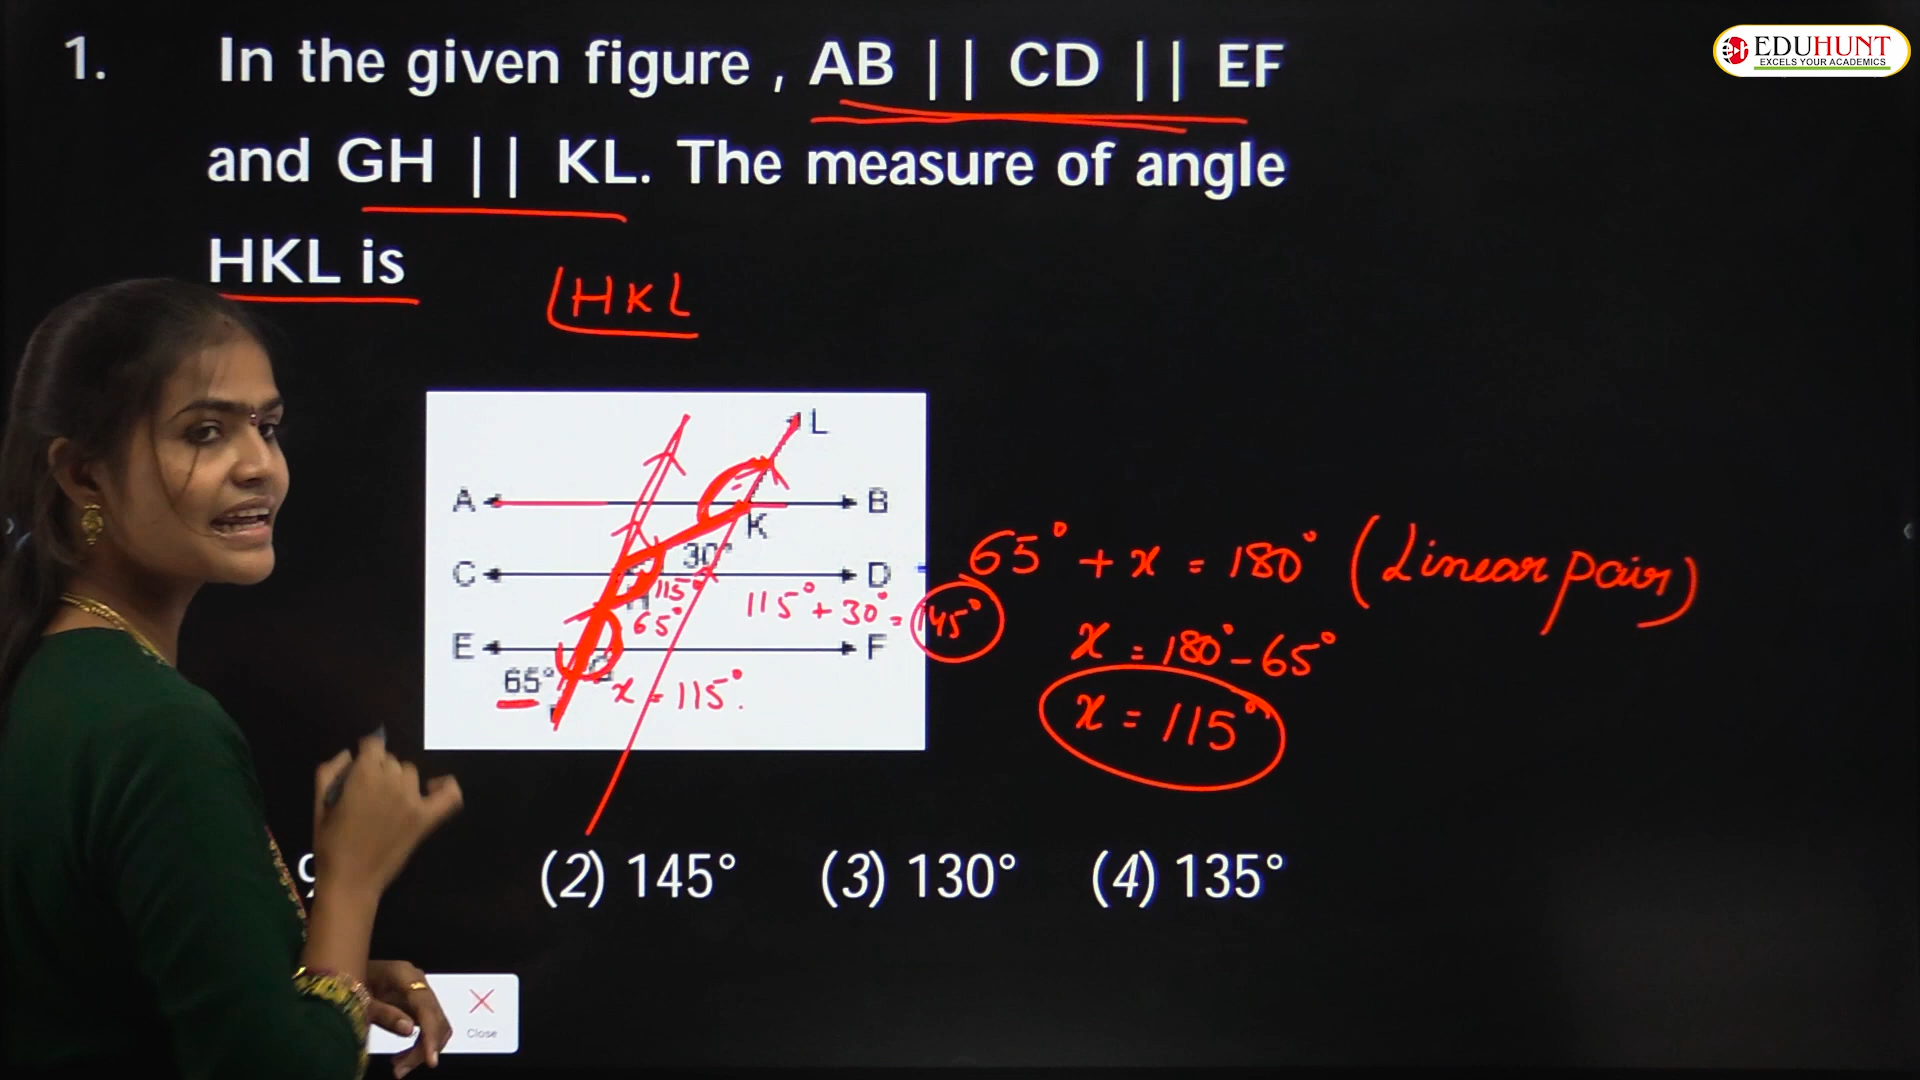 EDUHUNT
EXCELS YOUR ACADEMICS
1. In the given figure , AB || CD || EF
and GH || KL. The measure of angle
HKL is
∠HKL
L
A B
K
30°
C D
H 115°
65°
115° + 30° = 145°
E F
65° G x = 115°.
65° + x = 180° (Linear pair)
x = 180° - 65°
x = 115°
(2) 145° (3) 130° (4) 135°
Close